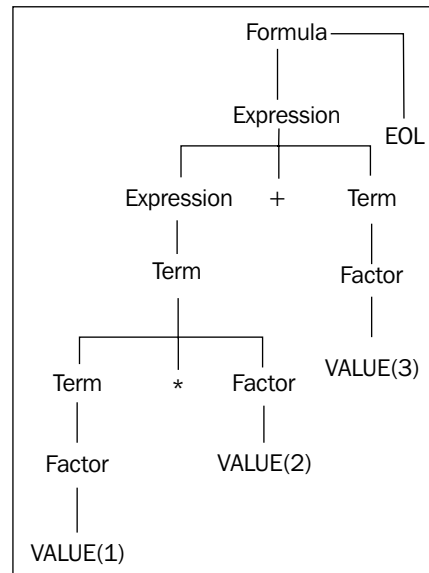 Formula
Expression
EOL
Expression + Term
Term
Factor
VALUE(3)
Term * Factor
VALUE(2)
Factor
VALUE(1)